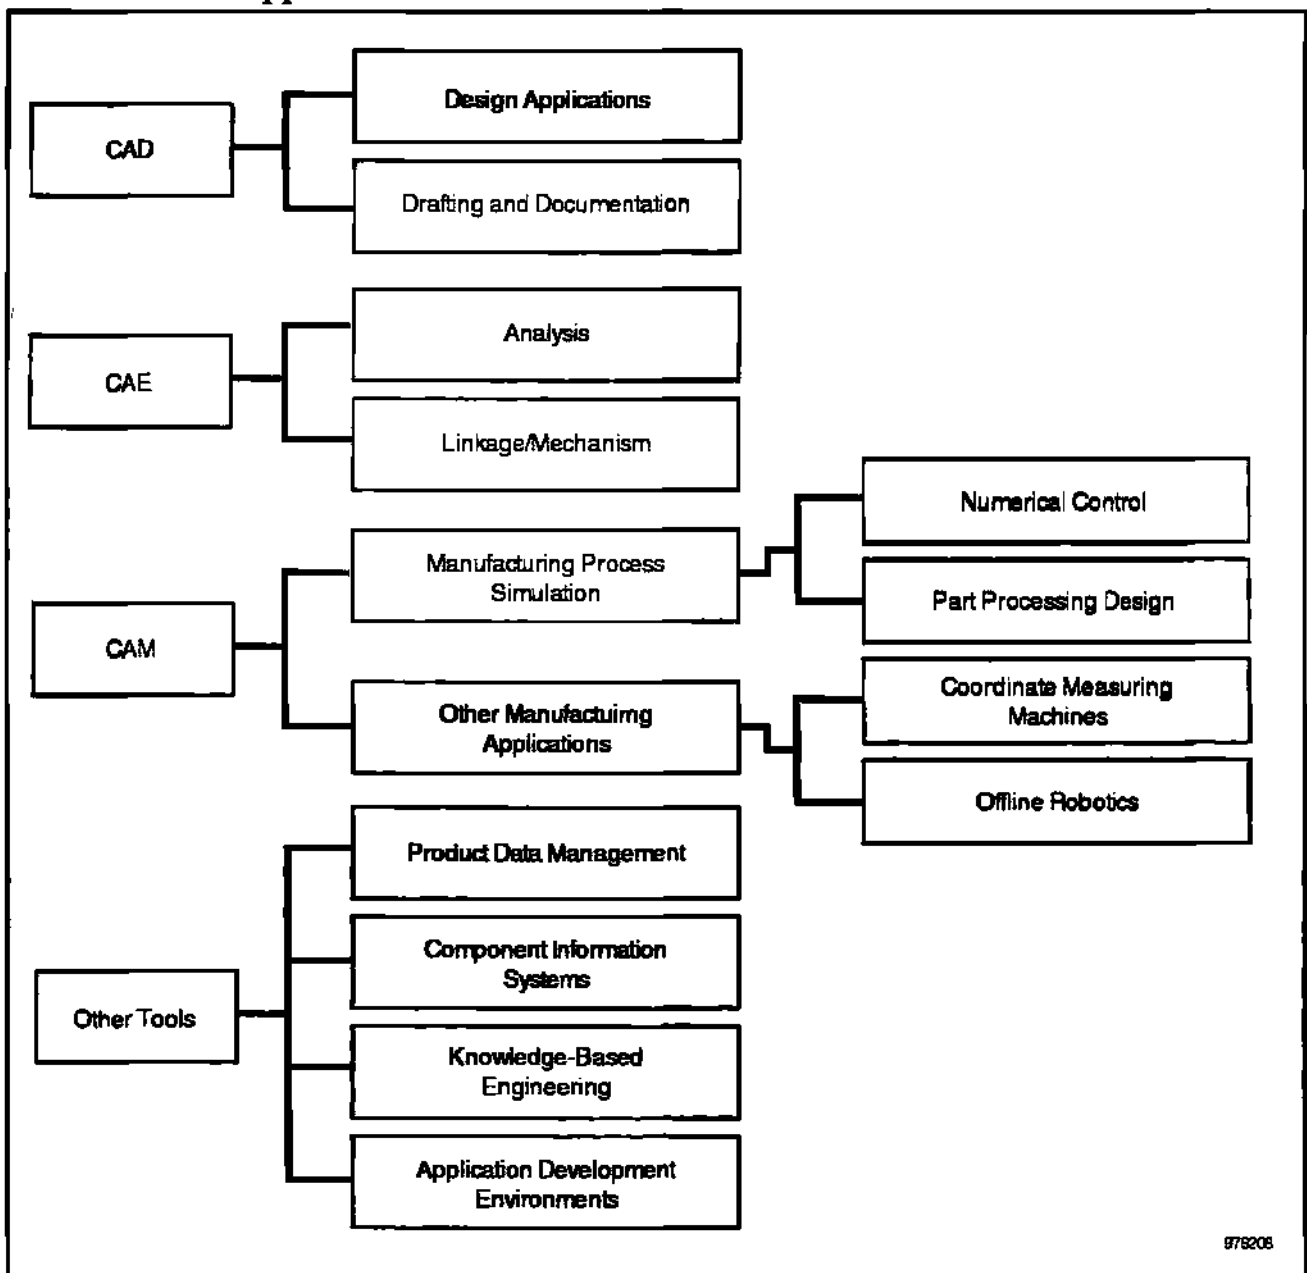 CAD
Design Applications
Drafting and Documentation
CAE
Analysis
Linkage/Mechanism
CAM
Manufacturing Process
Simulation
Numerical Control
Part Processing Design
Other Manufactuirng
Applications
Coordinate Measuring
Machines
Offline Robotics
Other Tools
Product Data Management
Component Information
Systems
Knowledge-Based
Engineering
Application Development
Environments